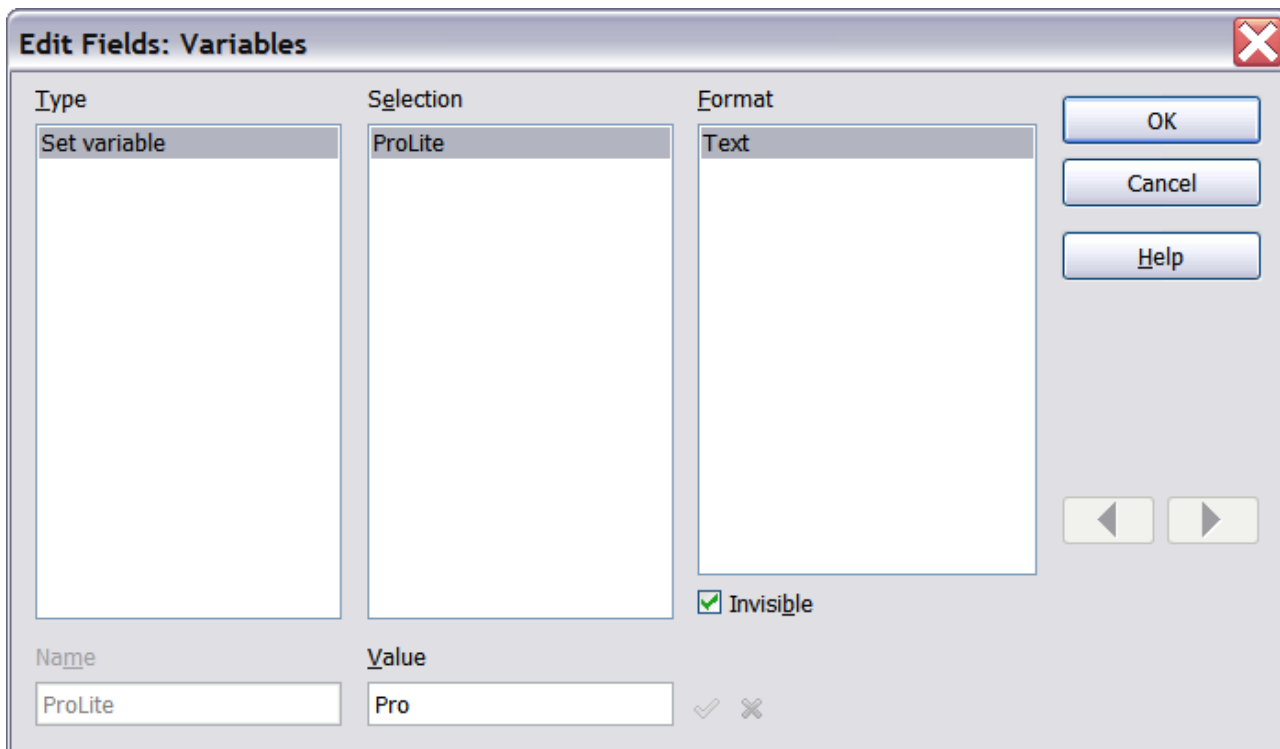 Edit Fields: Variables
Type
Selection
Format
Set variable
ProLite
Text
OK
Cancel
Help
Invisible
Name
Value
ProLite
Pro